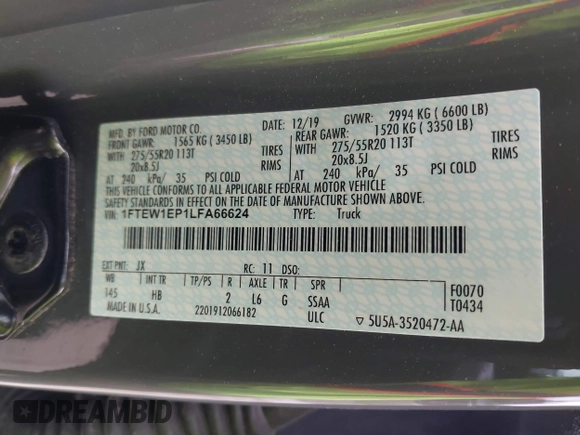 MFD. BY FORD MOTOR CO.
DATE: 12/19 GVWR: 2994 KG ( 6600 LB)
FRONT GAWR: 1565 KG ( 3450 LB) REAR GAWR: 1520 KG ( 3350 LB)
WITH 275/55R20 113T TIRES WITH 275/55R20 113T TIRES
20x8.5J RIMS 20x8.5J RIMS
AT 240 kPa/ 35 PSI COLD AT 240 kPa/ 35 PSI COLD
THIS VEHICLE CONFORMS TO ALL APPLICABLE FEDERAL MOTOR VEHICLE
SAFETY STANDARDS IN EFFECT ON THE DATE OF MANUFACTURE SHOWN ABOVE.
VIN: 1FTEW1EP1LFA66624 TYPE: Truck
EXT PNT: JX RC: 11 DSO:
WB INT TR TP/PS R AXLE TR SPR
145 HB 2 L6 G SSAA F0070
T0434
MADE IN U.S.A. 2201912066182 ULC ▽ 5U5A-3520472-AA
DREAMBID